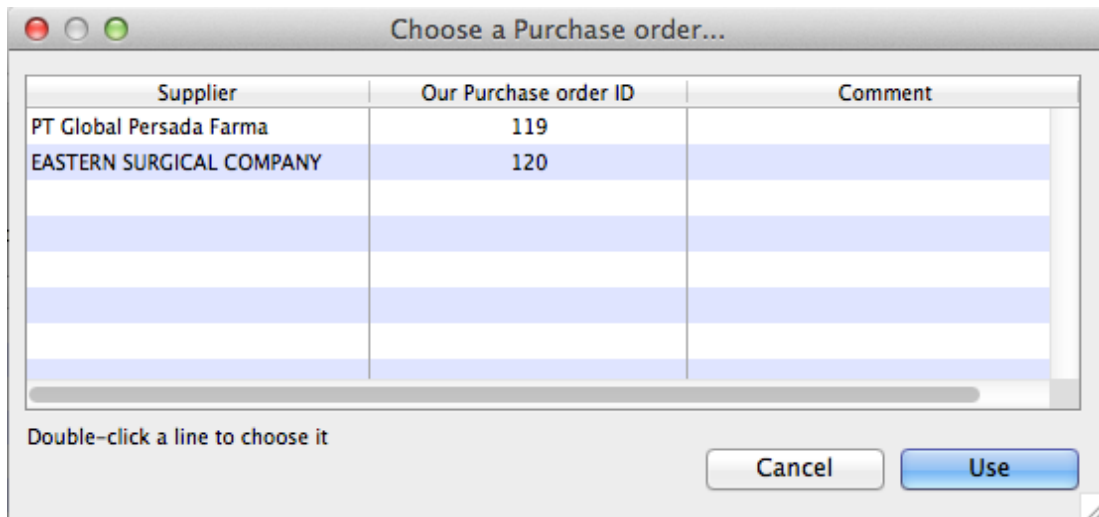 Choose a Purchase order...
Supplier Our Purchase order ID Comment
PT Global Persada Farma 119
EASTERN SURGICAL COMPANY 120
Double-click a line to choose it
Cancel Use